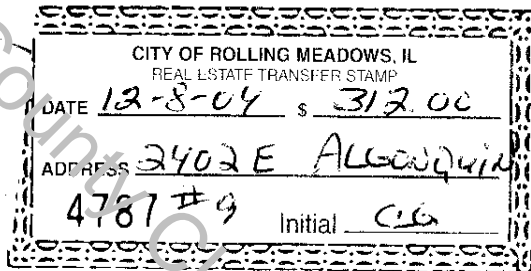 CITY OF ROLLING MEADOWS, IL
REAL ESTATE TRANSFER STAMP
DATE 12-8-04 $ 312.00
ADDRESS 2402 E ALGONQUIN
4787 #9 Initial
County